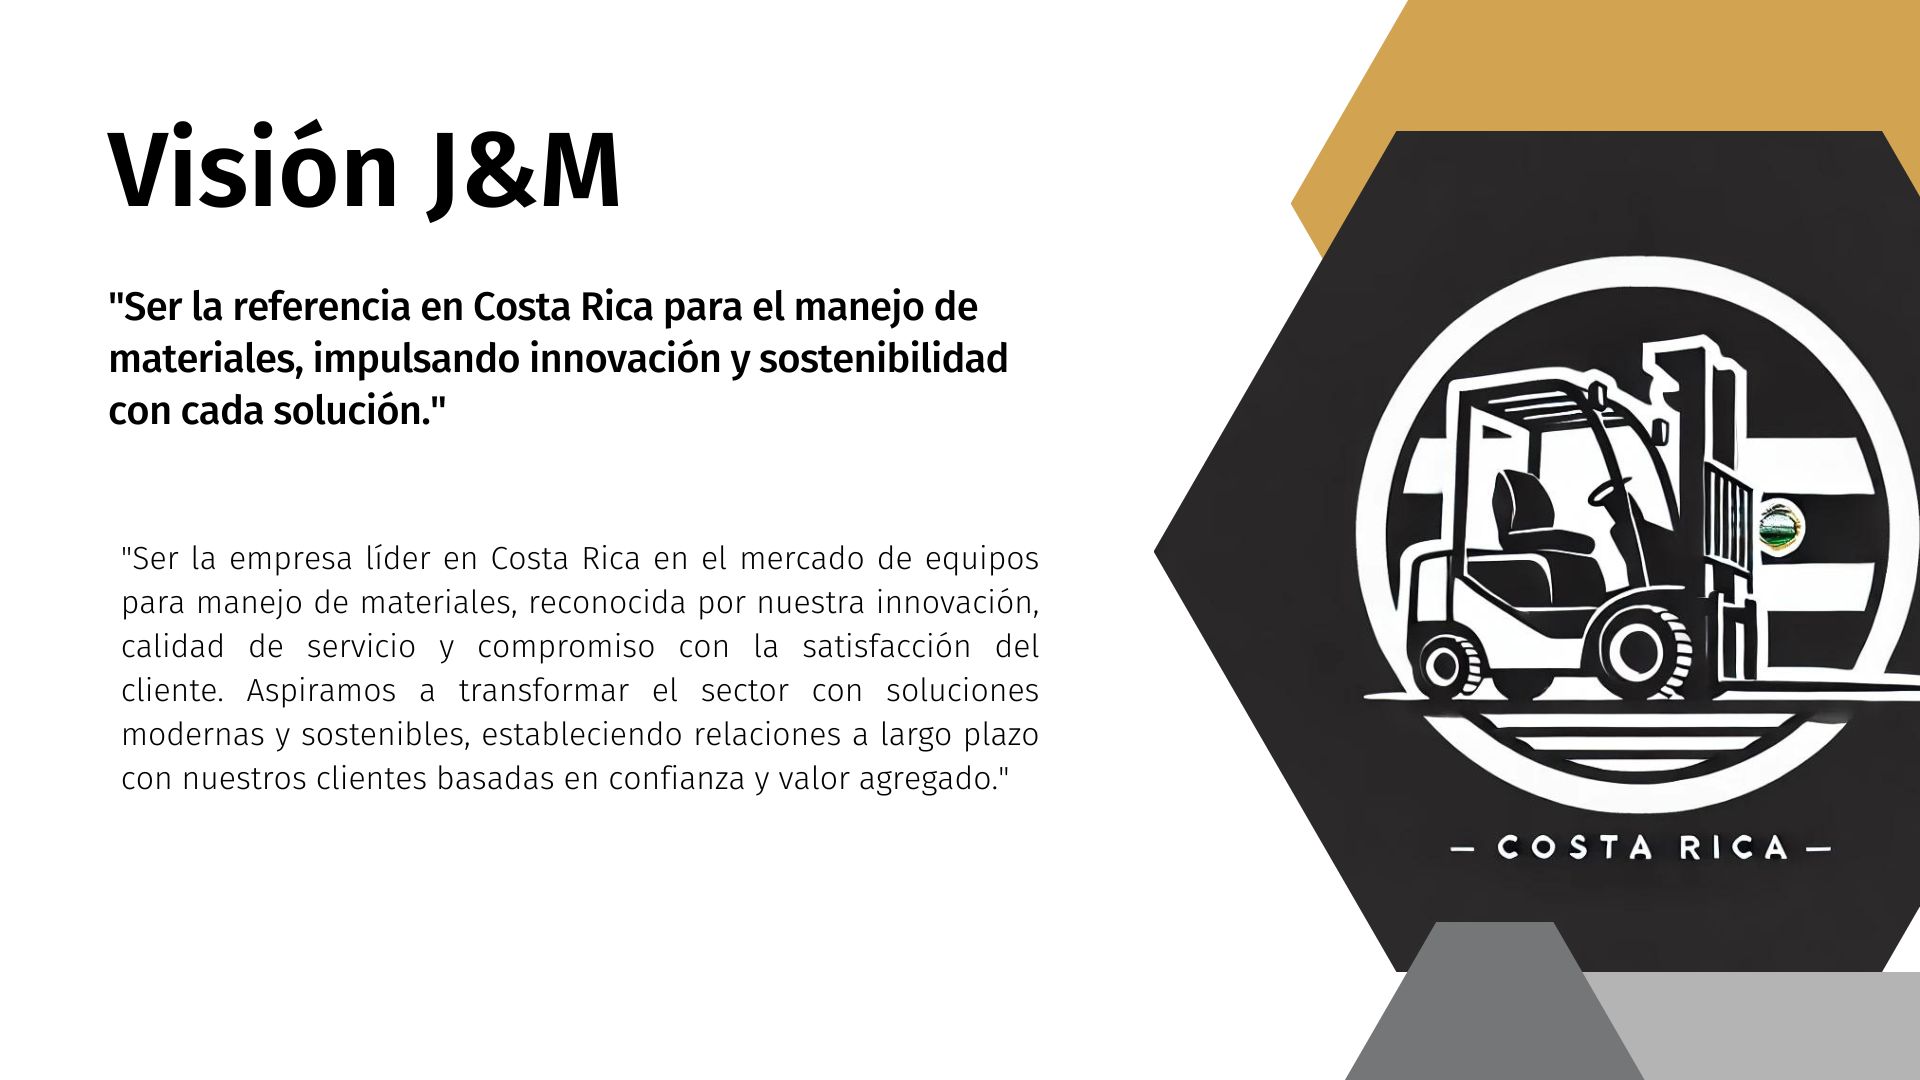 Visión J&M
"Ser la referencia en Costa Rica para el manejo de
materiales, impulsando innovación y sostenibilidad
con cada solución."
"Ser la empresa líder en Costa Rica en el mercado de equipos
para manejo de materiales, reconocida por nuestra innovación,
calidad de servicio y compromiso con la satisfacción del
cliente. Aspiramos a transformar el sector con soluciones
modernas y sostenibles, estableciendo relaciones a largo plazo
con nuestros clientes basadas en confianza y valor agregado."
– COSTA RICA –